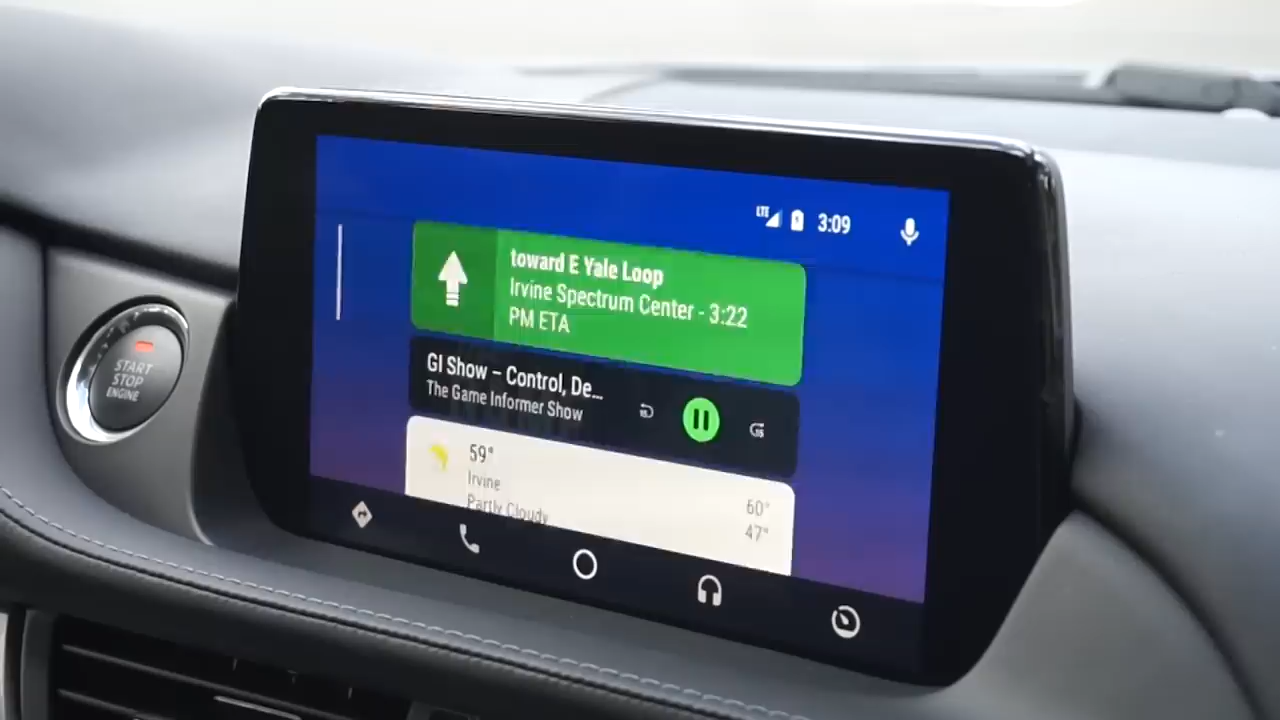 LTE 3:09
toward E Yale Loop
Irvine Spectrum Center - 3:22
PM ETA
GI Show – Control, De...
The Game Informer Show
59°
Irvine
Partly Cloudy
60°
47°
START
STOP
ENGINE